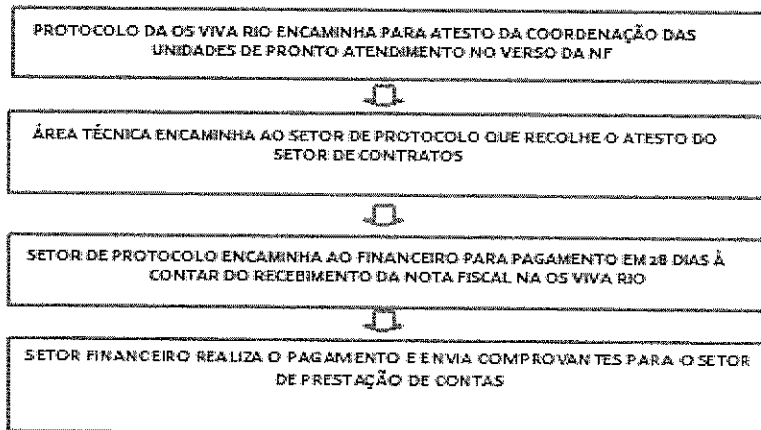 PROTOCOLO DA OS VIVA RIO ENCAMINHA PARA ATESTO DA COORDENAÇÃO DAS
UNIDADES DE PRONTO ATENDIMENTO NO VERSO DA NF
ÁREA TÉCNICA ENCAMINHA AO SETOR DE PROTOCOLO QUE RECOLHE O ATESTO DO
SETOR DE CONTRATOS
SETOR DE PROTOCOLO ENCAMINHA AO FINANCEIRO PARA PAGAMENTO EM 28 DIAS À
CONTAR DO RECEBIMENTO DA NOTA FISCAL NA OS VIVA RIO
SETOR FINANCEIRO REALIZA O PAGAMENTO E ENVIA COMPROVANTES PARA O SETOR
DE PRESTAÇÃO DE CONTAS